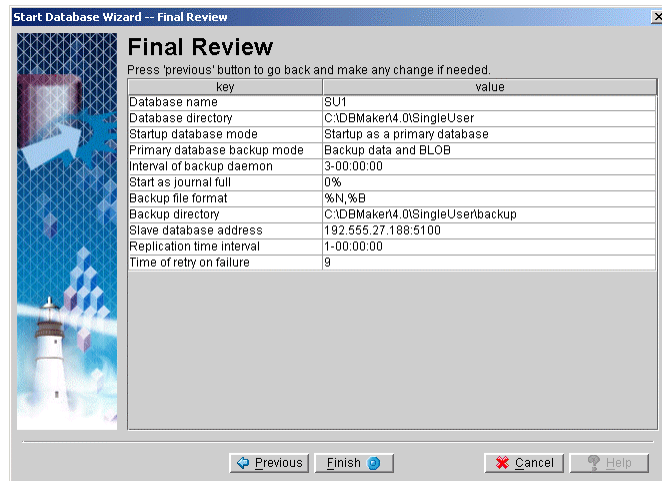 Start Database Wizard -- Final Review
Final Review
Press 'previous' button to go back and make any change if needed.
key value
Database name SU1
Database directory C:\DBMaker\4.0\SingleUser
Startup database mode Startup as a primary database
Primary database backup mode Backup data and BLOB
Interval of backup daemon 3-00:00:00
Start as journal full 0%
Backup file format %N,%B
Backup directory C:\DBMaker\4.0\SingleUser\backup
Slave database address 192.555.27.188:5100
Replication time interval 1-00:00:00
Time of retry on failure 9
Previous Finish Cancel Help